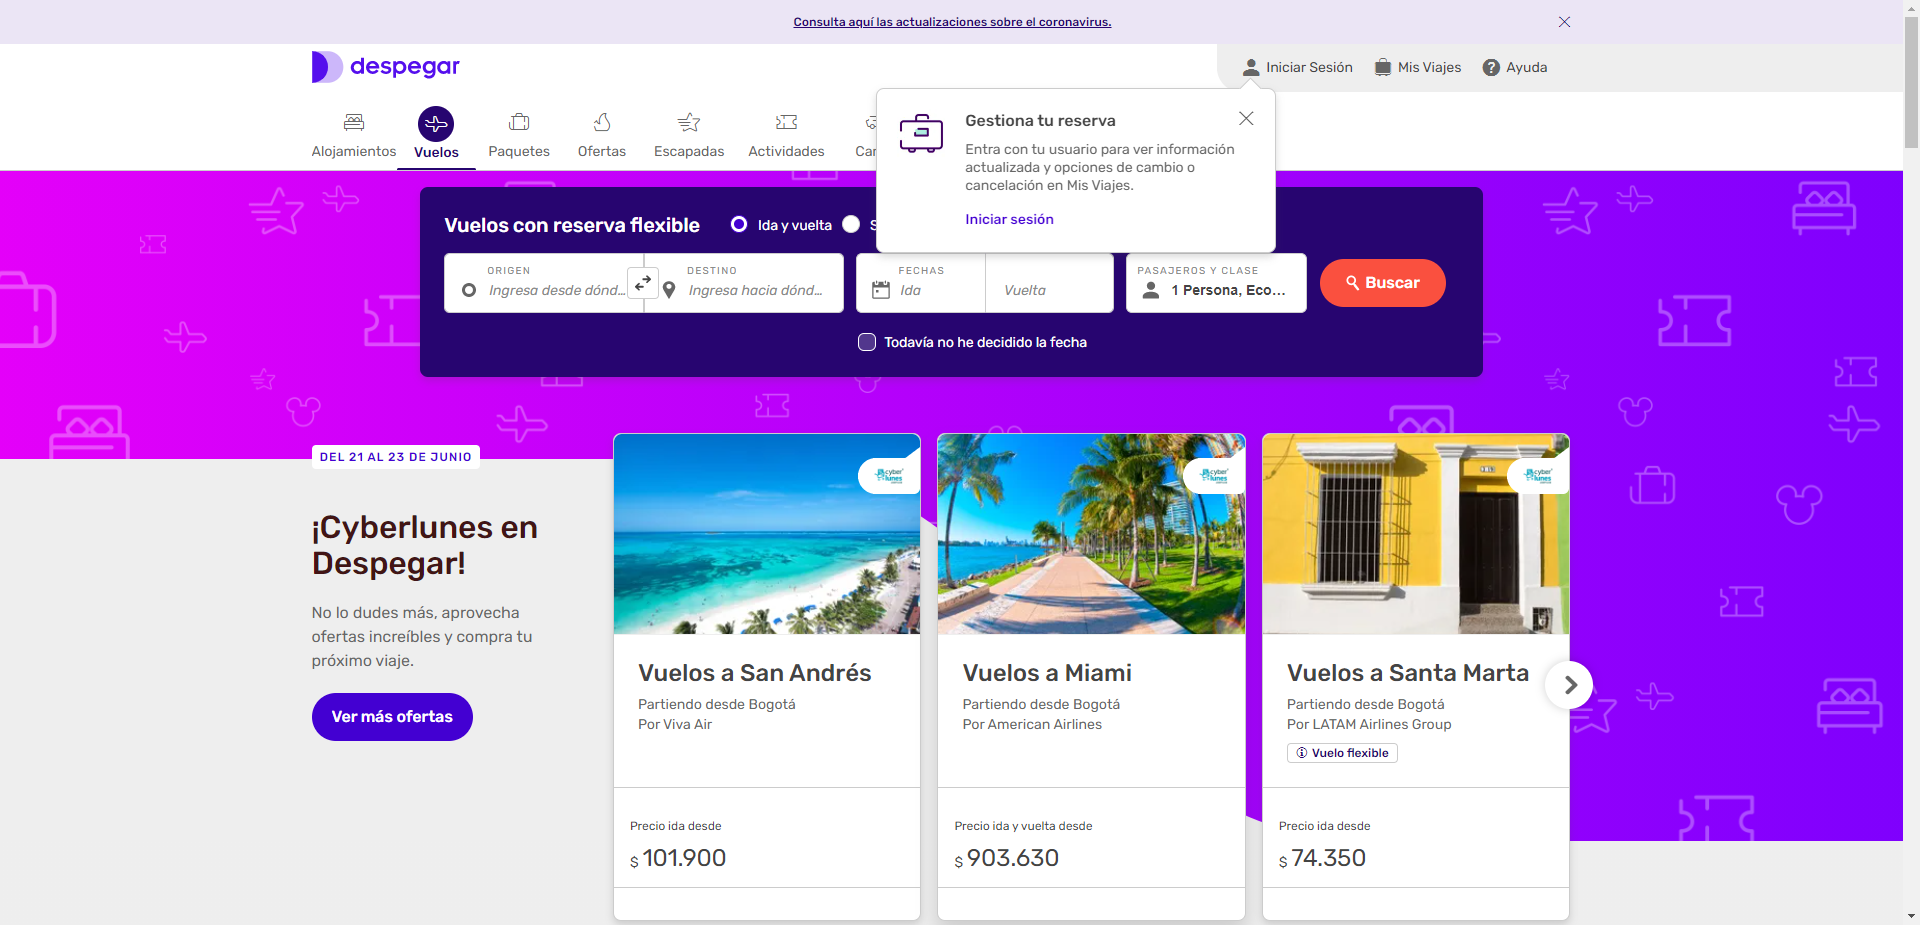 Consulta aquí las actualizaciones sobre el coronavirus.
despegar
Iniciar Sesión
Mis Viajes
Ayuda
Alojamientos
Vuelos
Paquetes
Ofertas
Escapadas
Actividades
Gestiona tu reserva
Entra con tu usuario para ver información
actualizada y opciones de cambio o
cancelación en Mis Viajes.
Iniciar sesión
Vuelos con reserva flexible
Ida y vuelta
ORIGEN
Ingresa desde dónd...
DESTINO
Ingresa hacia dónd...
FECHAS
Ida
Vuelta
PASAJEROS Y CLASE
1 Persona, Eco...
Buscar
Todavía no he decidido la fecha
DEL 21 AL 23 DE JUNIO
¡Cyberlunes en
Despegar!
No lo dudes más, aprovecha
ofertas increíbles y compra tu
próximo viaje.
Ver más ofertas
cyber
lunes
Vuelos a San Andrés
Partiendo desde Bogotá
Por Viva Air
Precio ida desde
$ 101.900
cyber
lunes
Vuelos a Miami
Partiendo desde Bogotá
Por American Airlines
Precio ida y vuelta desde
$ 903.630
cyber
lunes
Vuelos a Santa Marta
Partiendo desde Bogotá
Por LATAM Airlines Group
Vuelo flexible
Precio ida desde
$ 74.350